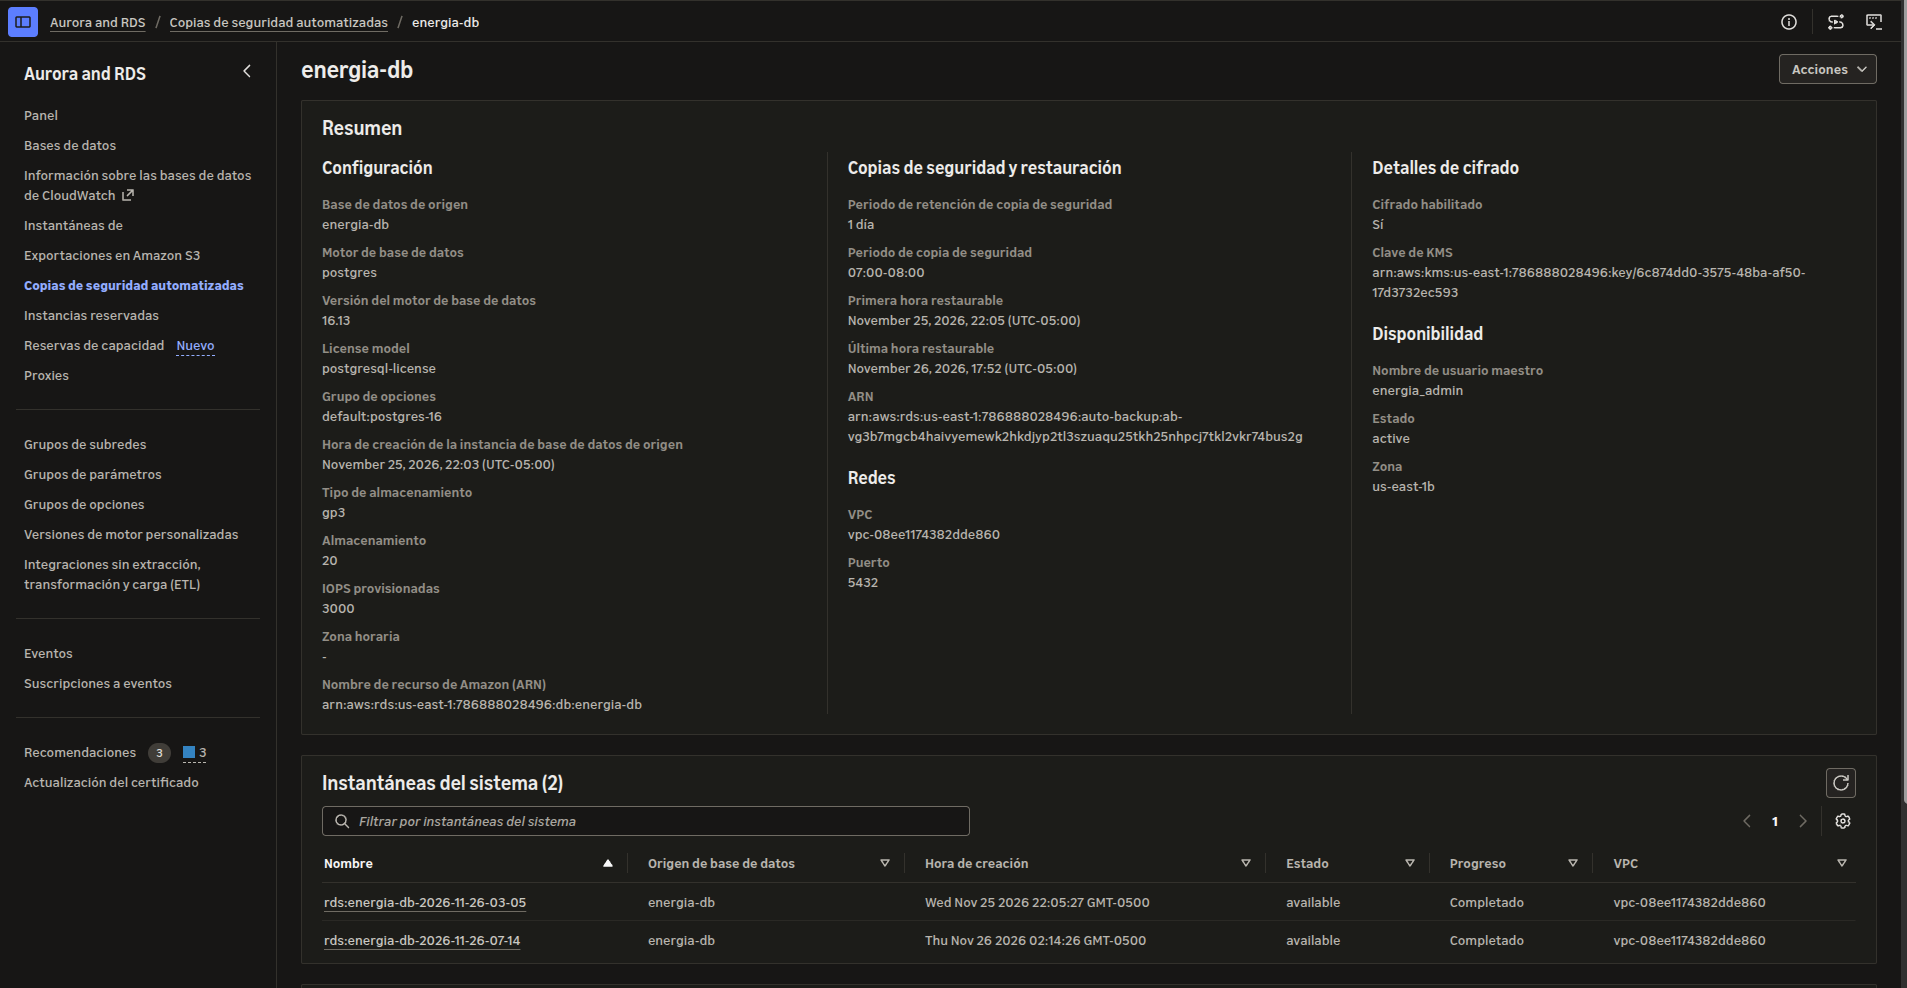 Aurora and RDS / Copias de seguridad automatizadas / energia-db
Aurora and RDS
Panel
Bases de datos
Información sobre las bases de datos
de CloudWatch
Instantáneas de
Exportaciones en Amazon S3
Copias de seguridad automatizadas
Instancias reservadas
Reservas de capacidad Nuevo
Proxies
Grupos de subredes
Grupos de parámetros
Grupos de opciones
Versiones de motor personalizadas
Integraciones sin extracción,
transformación y carga (ETL)
Eventos
Suscripciones a eventos
Recomendaciones 3 3
Actualización del certificado
energia-db
Acciones
Resumen
Configuración
Base de datos de origen
energia-db
Motor de base de datos
postgres
Versión del motor de base de datos
16.13
License model
postgresql-license
Grupo de opciones
default:postgres-16
Hora de creación de la instancia de base de datos de origen
November 25, 2026, 22:03 (UTC-05:00)
Tipo de almacenamiento
gp3
Almacenamiento
20
IOPS provisionadas
3000
Zona horaria
-
Nombre de recurso de Amazon (ARN)
arn:aws:rds:us-east-1:786888028496:db:energia-db
Copias de seguridad y restauración
Periodo de retención de copia de seguridad
1 día
Periodo de copia de seguridad
07:00-08:00
Primera hora restaurable
November 25, 2026, 22:05 (UTC-05:00)
Última hora restaurable
November 26, 2026, 17:52 (UTC-05:00)
ARN
arn:aws:rds:us-east-1:786888028496:auto-backup:ab-
vg3b7mgcb4haivyemewk2hkdjyp2tl3szuaqu25tkh25nhpcj7tkl2vkr74bus2g
Redes
VPC
vpc-08ee1174382dde860
Puerto
5432
Detalles de cifrado
Cifrado habilitado
Sí
Clave de KMS
arn:aws:kms:us-east-1:786888028496:key/6c874dd0-3575-48ba-af50-
17d3732ec593
Disponibilidad
Nombre de usuario maestro
energia_admin
Estado
active
Zona
us-east-1b
Instantáneas del sistema (2)
Filtrar por instantáneas del sistema
1
Nombre Origen de base de datos Hora de creación Estado Progreso VPC
rds:energia-db-2026-11-26-03-05 energia-db Wed Nov 25 2026 22:05:27 GMT-0500 available Completado vpc-08ee1174382dde860
rds:energia-db-2026-11-26-07-14 energia-db Thu Nov 26 2026 02:14:26 GMT-0500 available Completado vpc-08ee1174382dde860